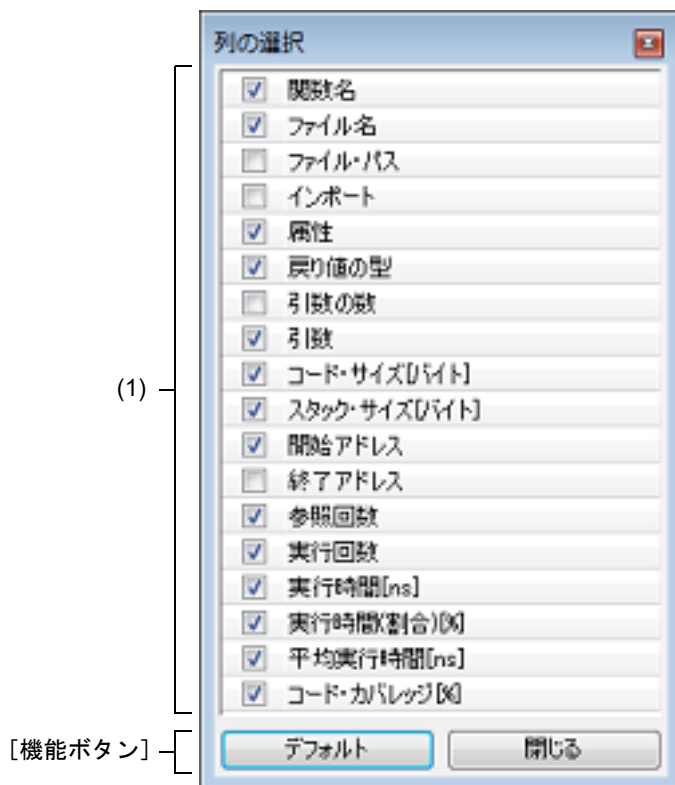 列の選択
関数名
ファイル名
ファイル・パス
インポート
属性
戻り値の型
引数の数
引数
(1)
コード・サイズ[バイト]
スタック・サイズ[バイト]
開始アドレス
終了アドレス
参照回数
実行回数
実行時間[ns]
実行時間(割合)[%]
平均実行時間[ns]
コード・カバレッジ[%]
[機能ボタン]
デフォルト 閉じる